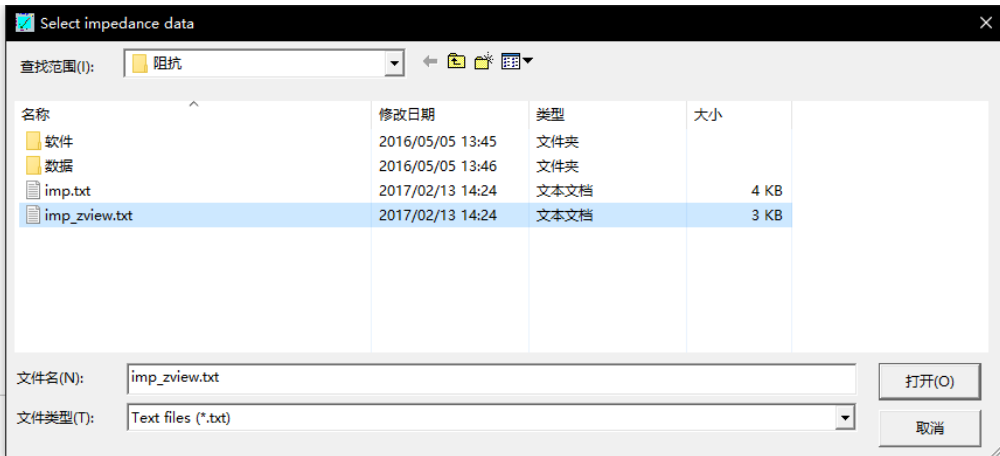 Select impedance data
查找范围(I): 阻抗
名称 修改日期 类型 大小
软件 2016/05/05 13:45 文件夹
数据 2016/05/05 13:46 文件夹
imp.txt 2017/02/13 14:24 文本文档 4 KB
imp_zview.txt 2017/02/13 14:24 文本文档 3 KB
文件名(N): imp_zview.txt 打开(O)
文件类型(T): Text files (*.txt)
取消